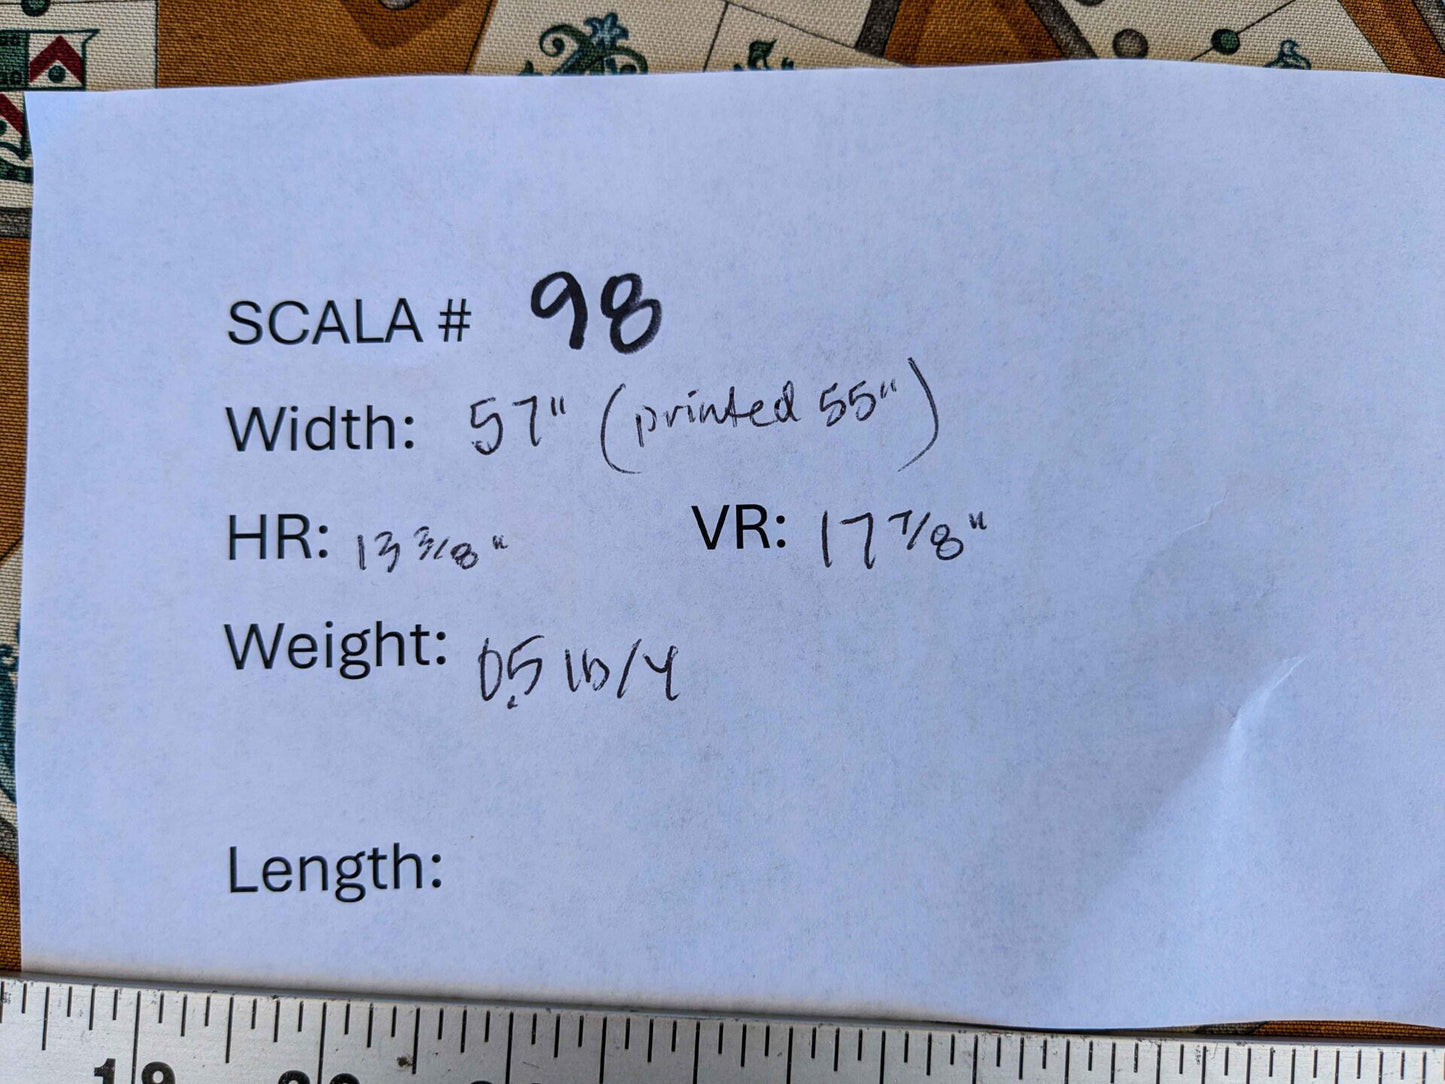 SCALA # 98
Width: 57" (printed 55")
HR: 13 3/8" VR: 17 7/8"
Weight: 0.5 lb/y
Length:
19